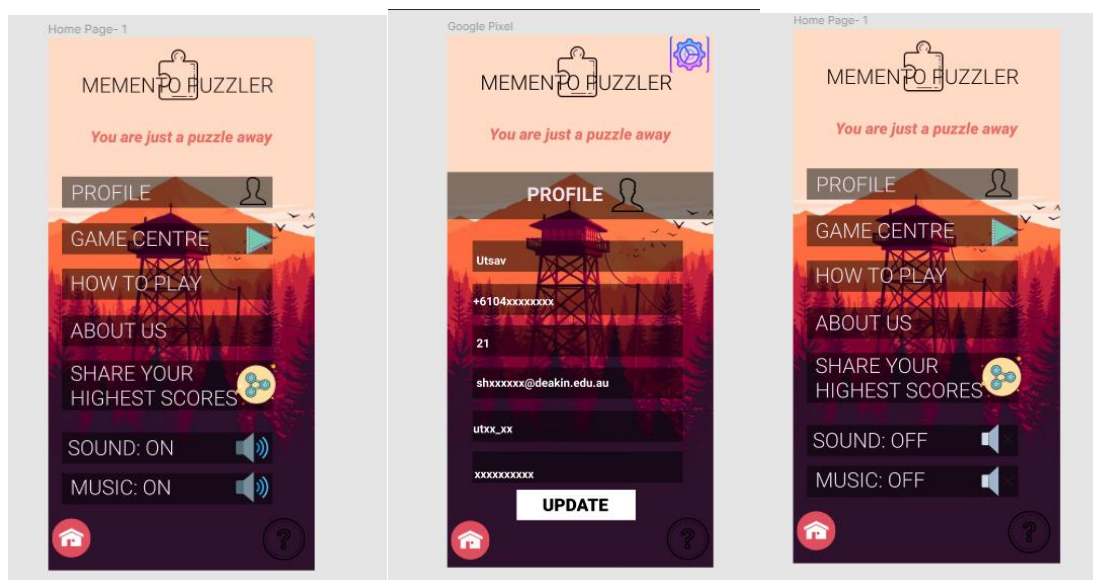 Home Page- 1
MEMENTO PUZZLER
You are just a puzzle away
PROFILE
GAME CENTRE
HOW TO PLAY
ABOUT US
SHARE YOUR
HIGHEST SCORES
SOUND: ON
MUSIC: ON
?
Google Pixel
MEMENTO PUZZLER
You are just a puzzle away
PROFILE
Utsav
+6104xxxxxxxx
21
shxxxxxx@deakin.edu.au
utxx_xx
xxxxxxxxxx
UPDATE
?
Home Page- 1
MEMENTO PUZZLER
You are just a puzzle away
PROFILE
GAME CENTRE
HOW TO PLAY
ABOUT US
SHARE YOUR
HIGHEST SCORES
SOUND: OFF
MUSIC: OFF
?